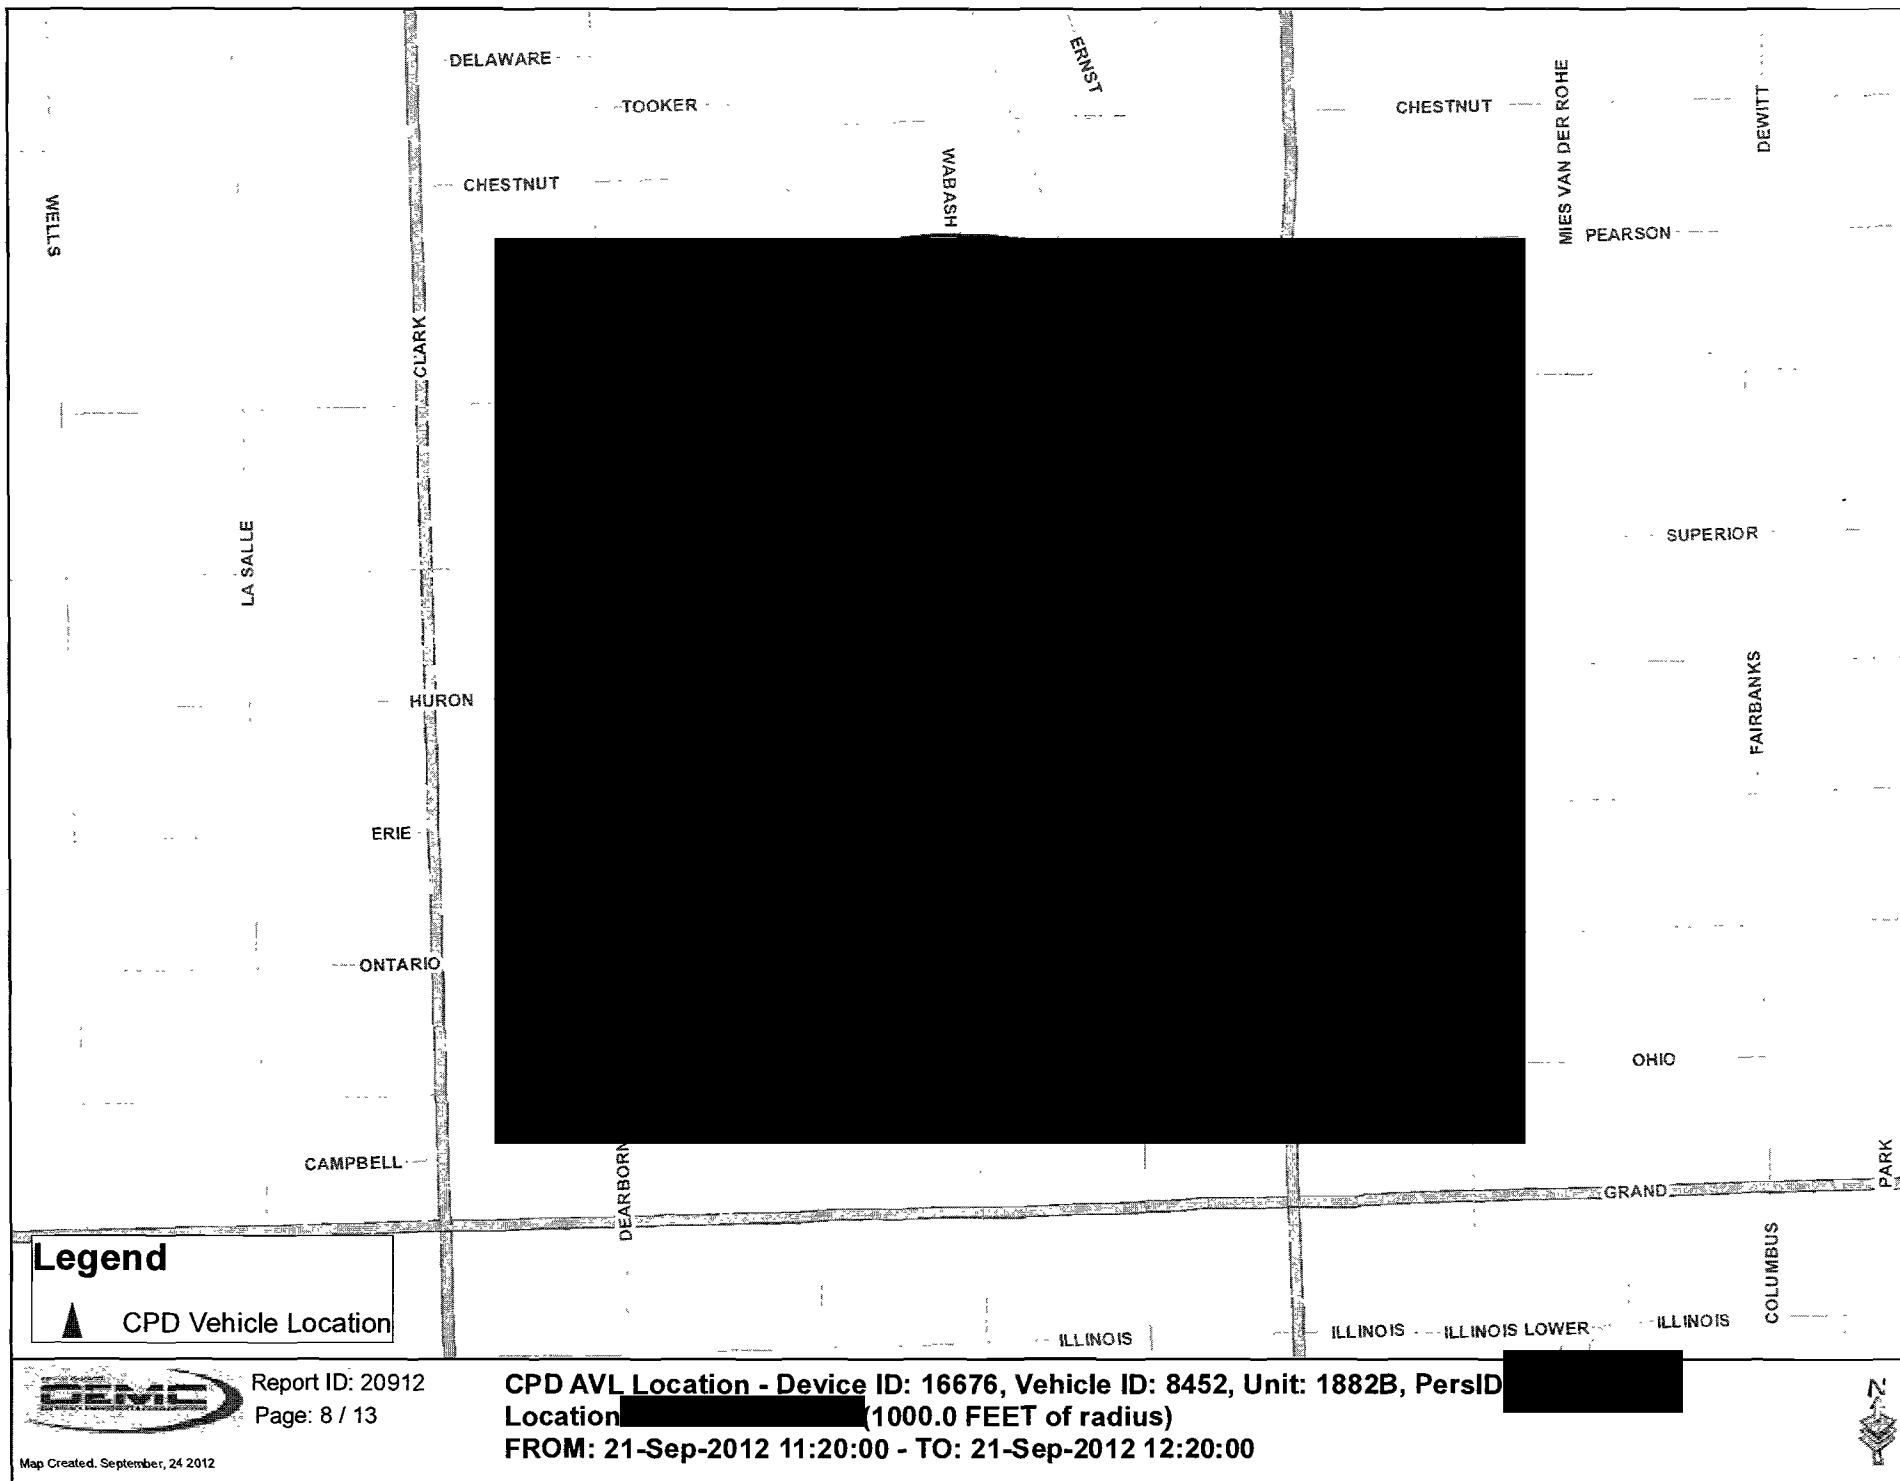 DELAWARE
ERNST
TOOKER
CHESTNUT
MIES VAN DER ROHE
DEWITT
CHESTNUT
WABASH
WELLS
PEARSON
CLARK
LA SALLE
SUPERIOR
HURON
FAIRBANKS
ERIE
ONTARIO
OHIO
CAMPBELL
DEARBORN
GRAND
PARK
COLUMBUS
ILLINOIS
ILLINOIS
ILLINOIS LOWER
ILLINOIS
Legend
CPD Vehicle Location
OEMC
Report ID: 20912
Page: 8 / 13
Map Created. September, 24 2012
CPD AVL Location - Device ID: 16676, Vehicle ID: 8452, Unit: 1882B, PersID
Location (1000.0 FEET of radius)
FROM: 21-Sep-2012 11:20:00 - TO: 21-Sep-2012 12:20:00
N